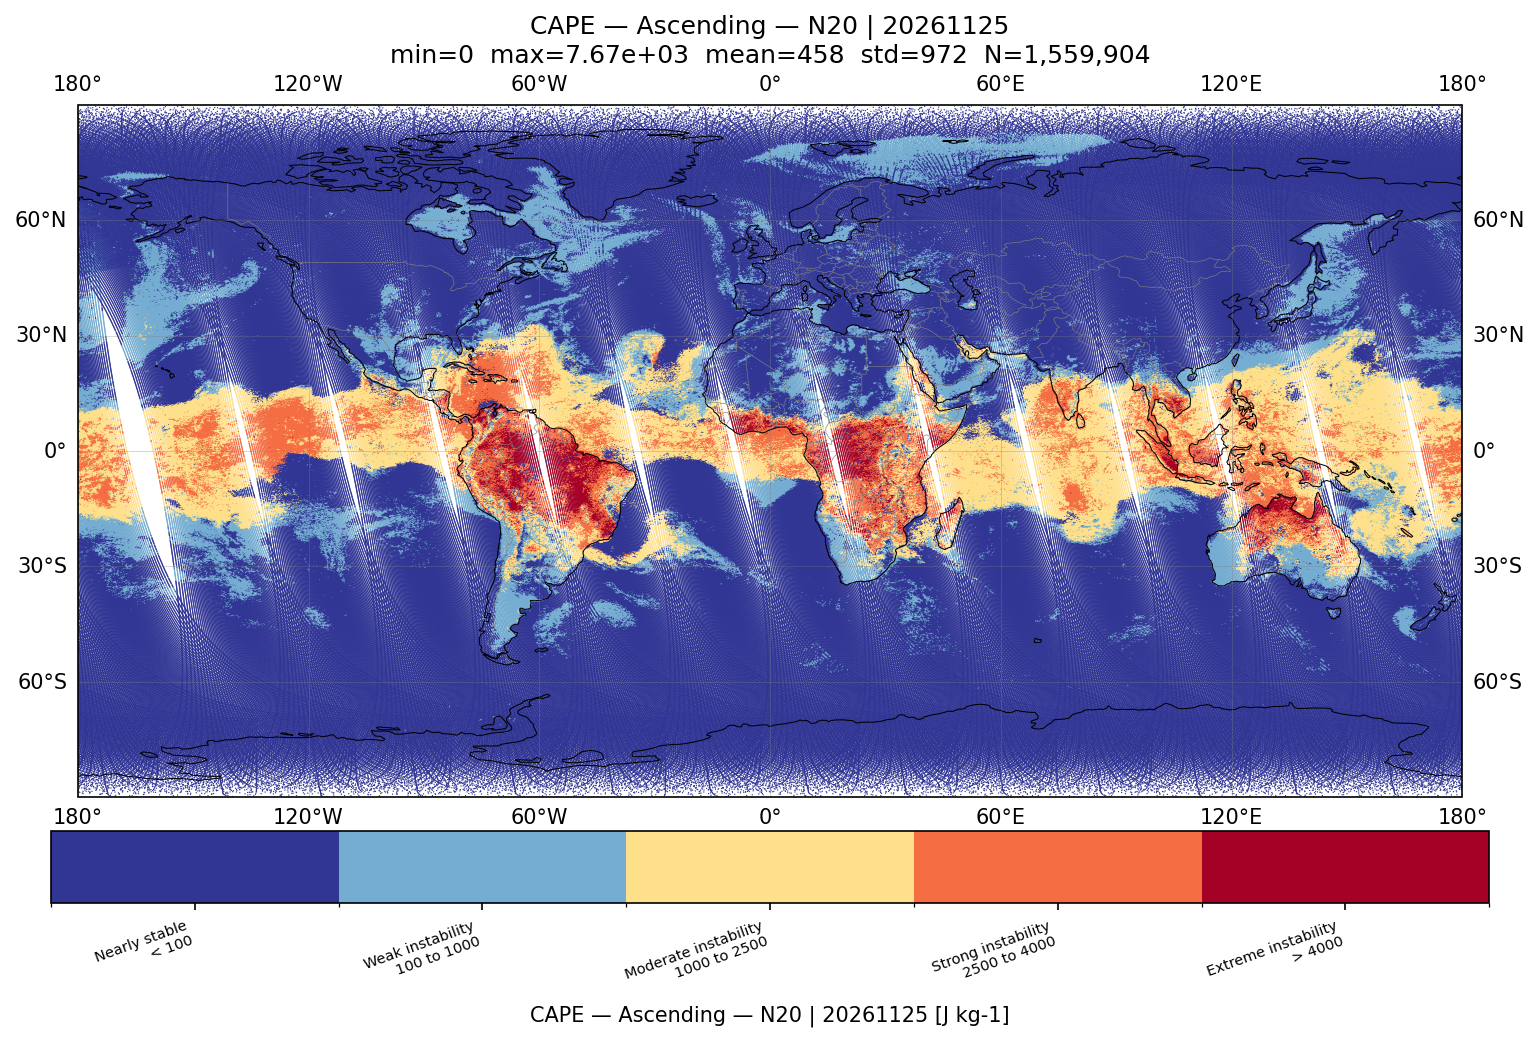 CAPE — Ascending — N20 | 20261125
min=0 max=7.67e+03 mean=458 std=972 N=1,559,904
180° 120°W 60°W 0° 60°E 120°E 180°
60°N 60°N
30°N 30°N
0° 0°
30°S 30°S
60°S 60°S
180° 120°W 60°W 0° 60°E 120°E 180°
Nearly stable
< 100
Weak instability
100 to 1000
Moderate instability
1000 to 2500
Strong instability
2500 to 4000
Extreme instability
> 4000
CAPE — Ascending — N20 | 20261125 [J kg-1]